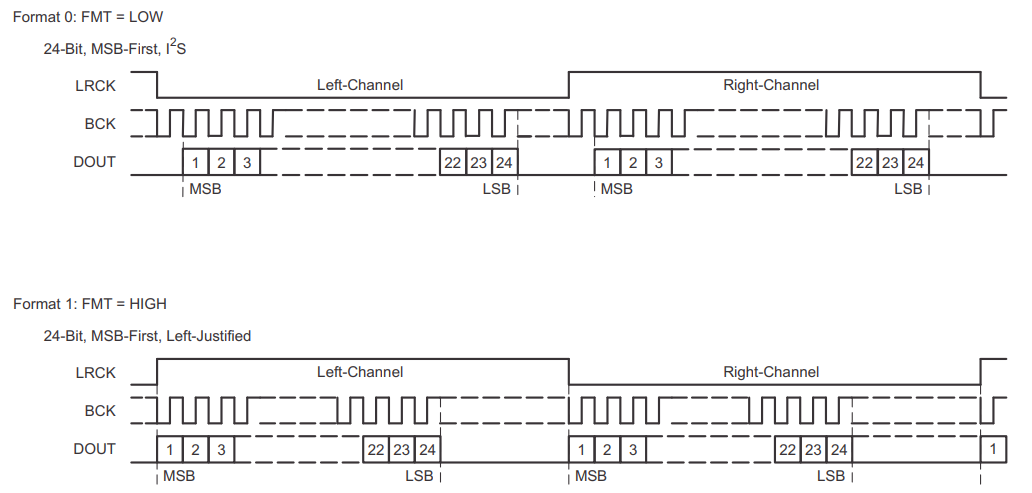 Format 0: FMT = LOW
24-Bit, MSB-First, I²S
LRCK Left-Channel Right-Channel
BCK
DOUT 1 2 3 22 23 24 1 2 3 22 23 24
MSB LSB MSB LSB
Format 1: FMT = HIGH
24-Bit, MSB-First, Left-Justified
LRCK Left-Channel Right-Channel
BCK
DOUT 1 2 3 22 23 24 1 2 3 22 23 24 1
MSB LSB MSB LSB